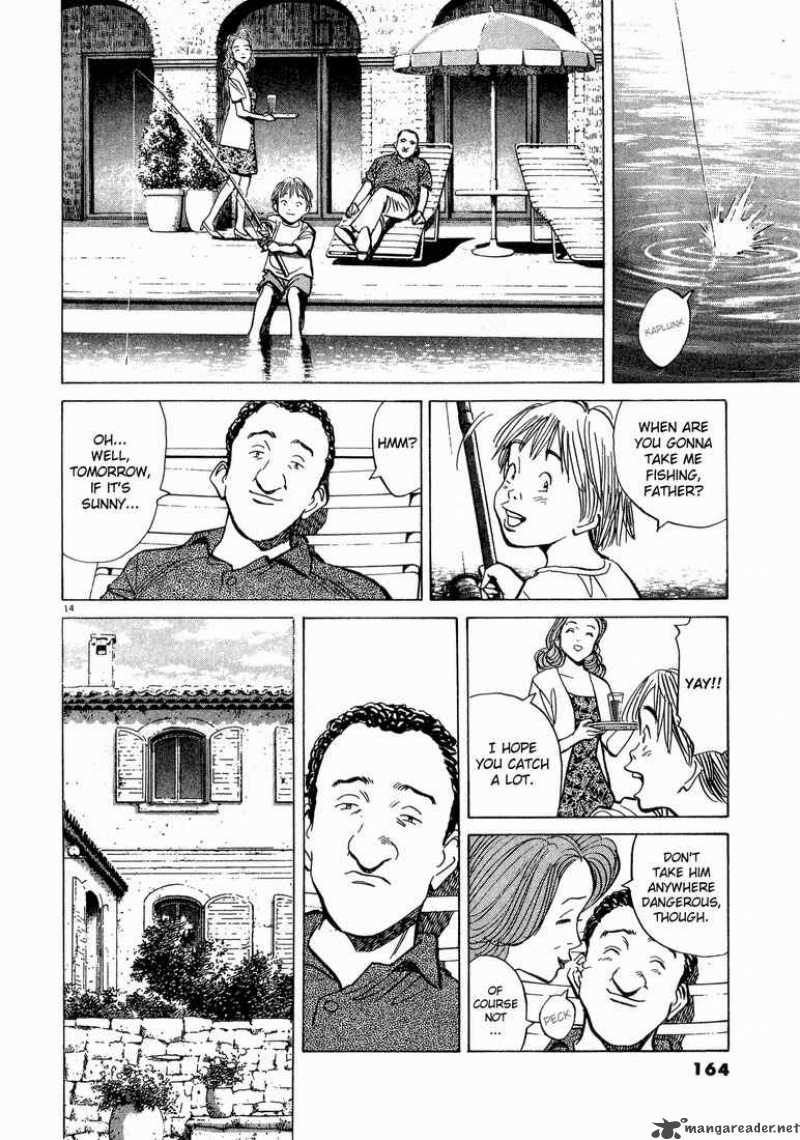 KAPLUNK
WHEN ARE
YOU GONNA
TAKE ME
FISHING,
FATHER?
HMM?
OH...
WELL,
TOMORROW,
IF IT'S
SUNNY...
14
YAY!!
I HOPE
YOU CATCH
A LOT.
DON'T
TAKE HIM
ANYWHERE
DANGEROUS,
THOUGH.
PECK
OF
COURSE
NOT
...
164
mangareader.net